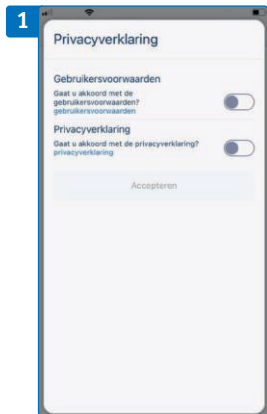 1
Privacyverklaring
Gebruikersvoorwaarden
Gaat u akkoord met de
gebruikersvoorwaarden?
gebruikersvoorwaarden
Privacyverklaring
Gaat u akkoord met de privacyverklaring?
privacyverklaring
Accepteren